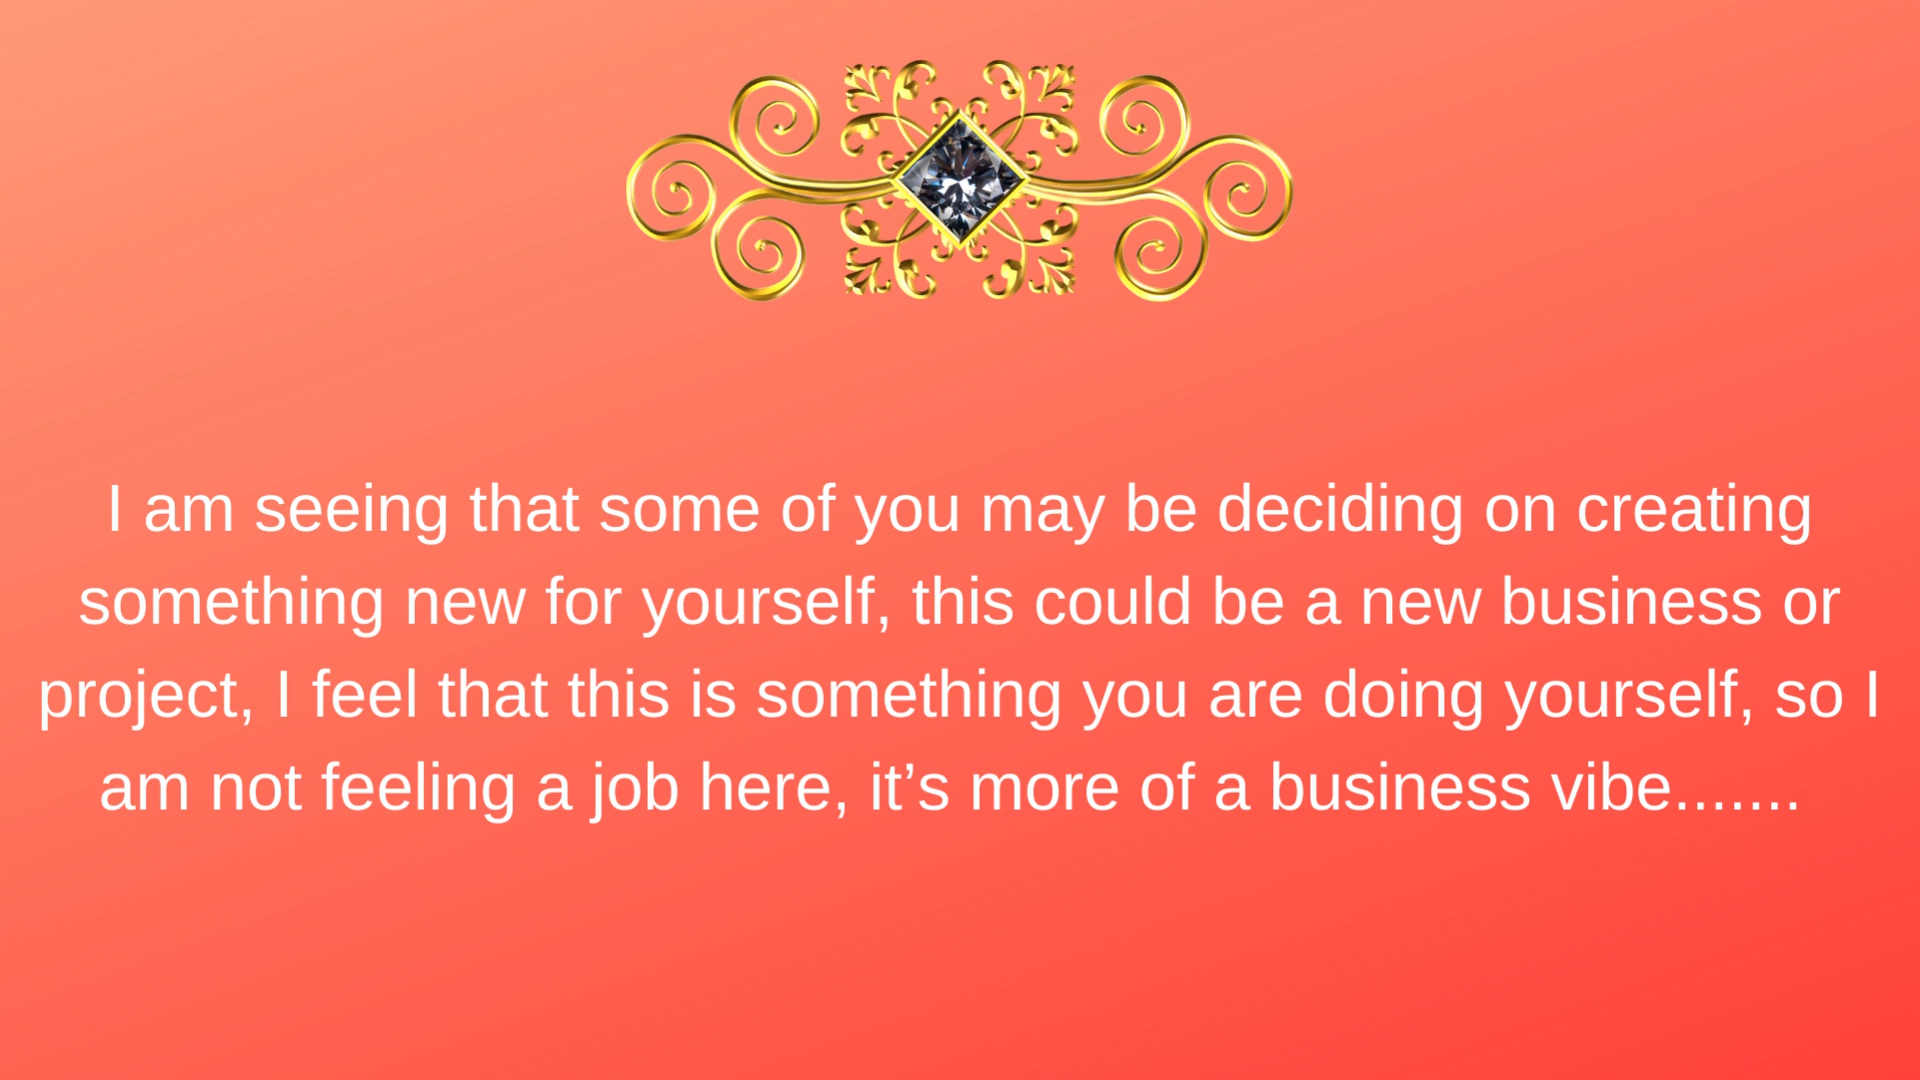 I am seeing that some of you may be deciding on creating
something new for yourself, this could be a new business or
project, I feel that this is something you are doing yourself, so I
am not feeling a job here, it’s more of a business vibe.......